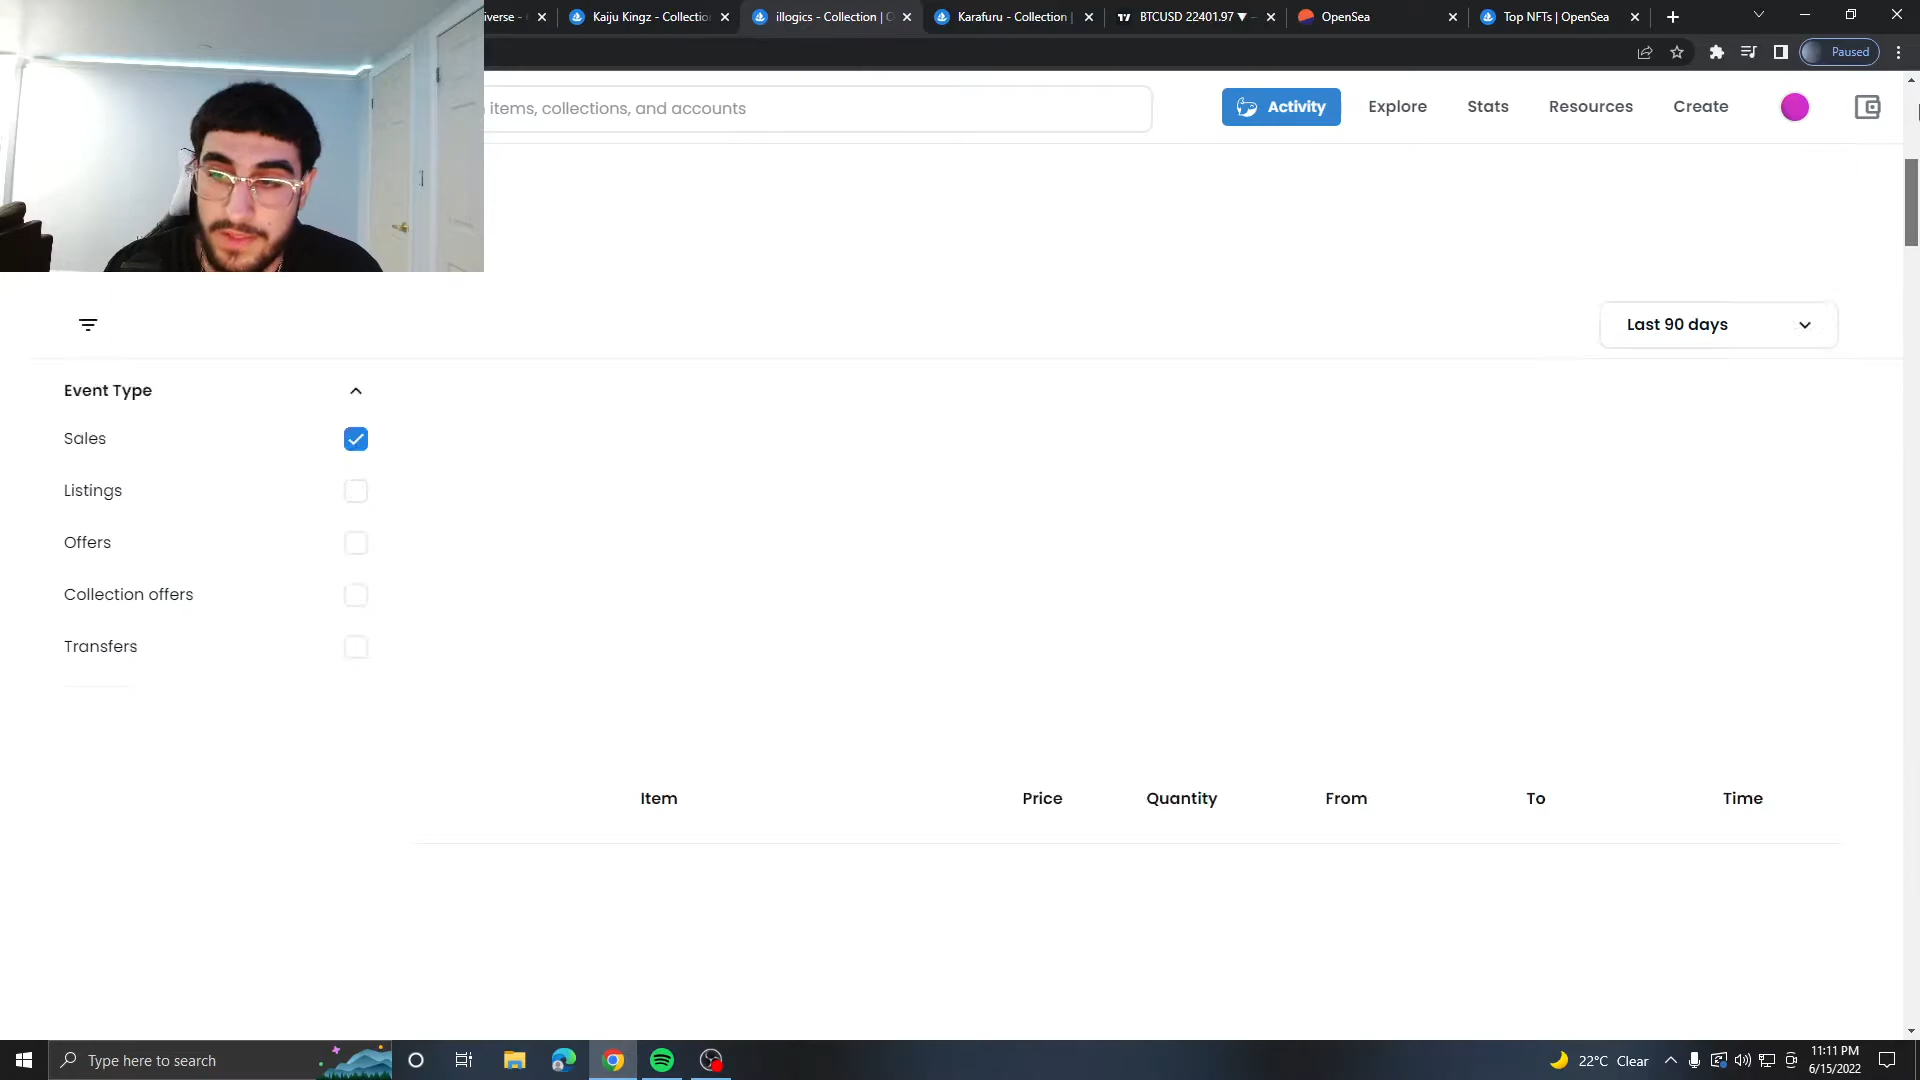 iverse -
Kaiju Kingz - Collectio
illogics - Collection | O
Karafuru - Collection |
BTCUSD 22401.97 ▼
OpenSea
Top NFTs | OpenSea
Paused
items, collections, and accounts
Activity
Explore
Stats
Resources
Create
Last 90 days
Event Type
Sales
Listings
Offers
Collection offers
Transfers
Item
Price
Quantity
From
To
Time
Type here to search
22°C Clear
11:11 PM
6/15/2022